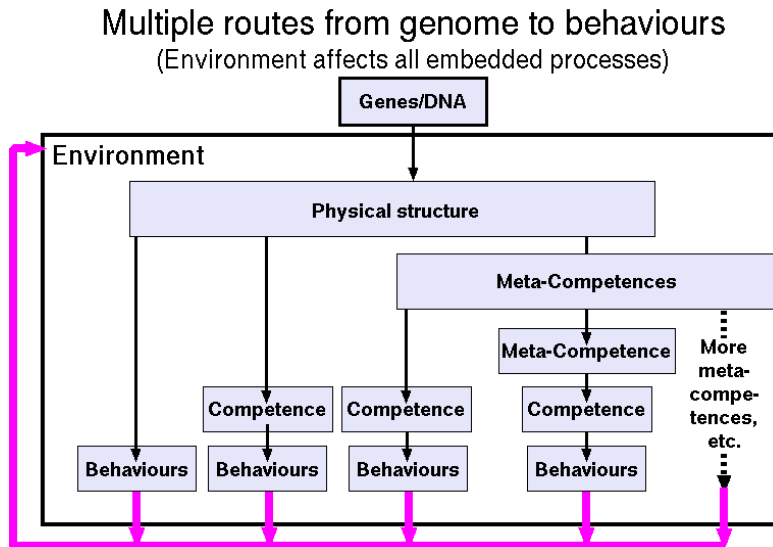 Multiple routes from genome to behaviours
(Environment affects all embedded processes)
Genes/DNA
Environment
Physical structure
Meta-Competences
Meta-Competence
More
meta-
compe-
tences,
etc.
Competence
Competence
Competence
Behaviours
Behaviours
Behaviours
Behaviours